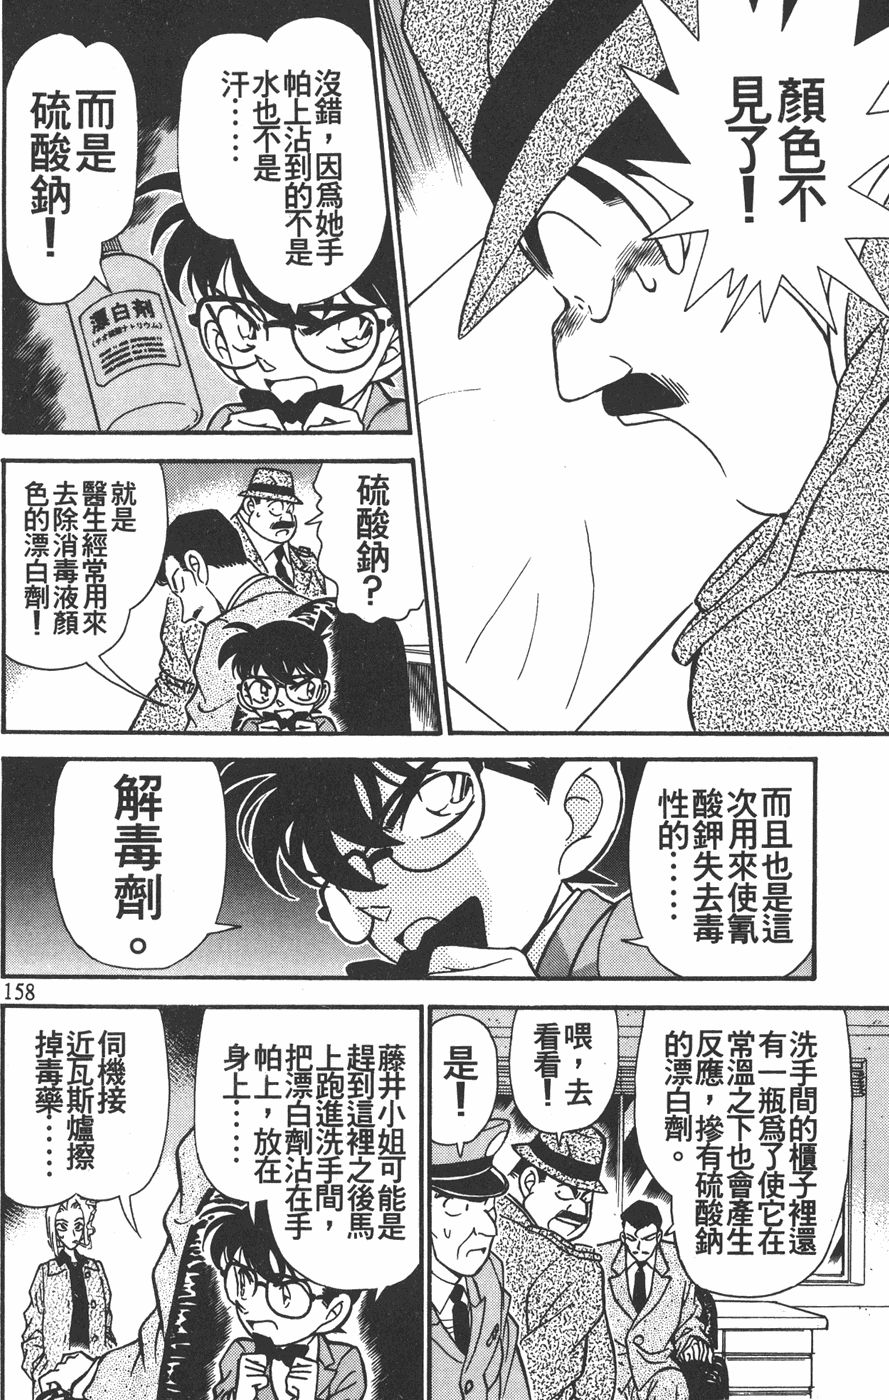 顏色不
見了！
沒錯，因爲她手
帕上沾到的不是
水也不是
汗……
而是
硫酸鈉！
漂白劑
硫酸鈉？
就是
醫生經常用來
去除消毒液顏
色的漂白劑！
而且也是這
次用來使氰
酸鉀失去毒
性的……
解毒劑。
158
洗手間的櫃子裡還
有一瓶爲了使它在
常溫之下也會產生
反應，摻有硫酸鈉
的漂白劑。
喂，去
看看！
是！
藤井小姐可能是
趕到這裡之後馬
上跑進洗手間，
把漂白劑沾在手
帕上，放在
身上……
伺機接
近瓦斯爐擦
掉毒藥……